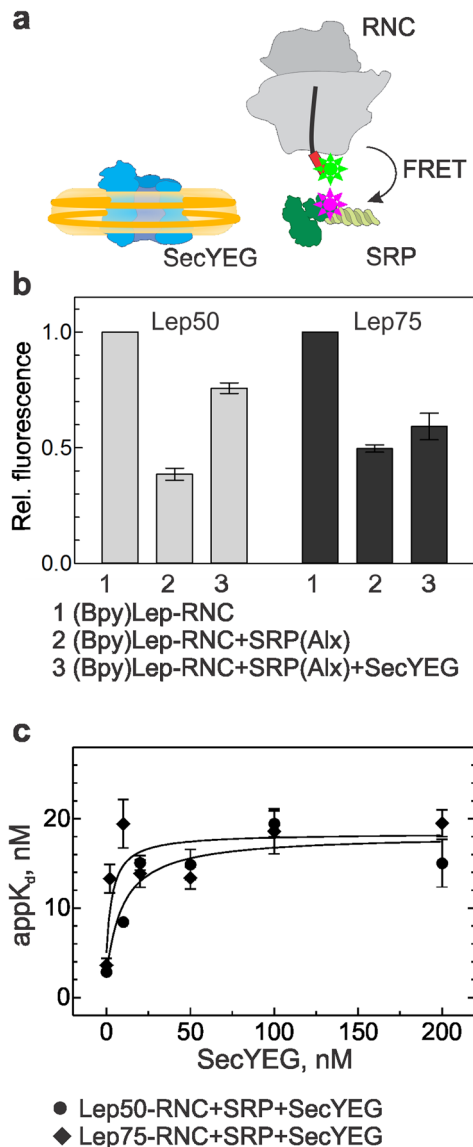 a
RNC
FRET
SecYEG
SRP
b
Rel. fluorescence
1.0
0.5
0.0
Lep50
Lep75
1 2 3 1 2 3
1 (Bpy)Lep-RNC
2 (Bpy)Lep-RNC+SRP(Alx)
3 (Bpy)Lep-RNC+SRP(Alx)+SecYEG
c
appK_d, nM
20
10
0
0 50 100 150 200
SecYEG, nM
● Lep50-RNC+SRP+SecYEG
◆ Lep75-RNC+SRP+SecYEG